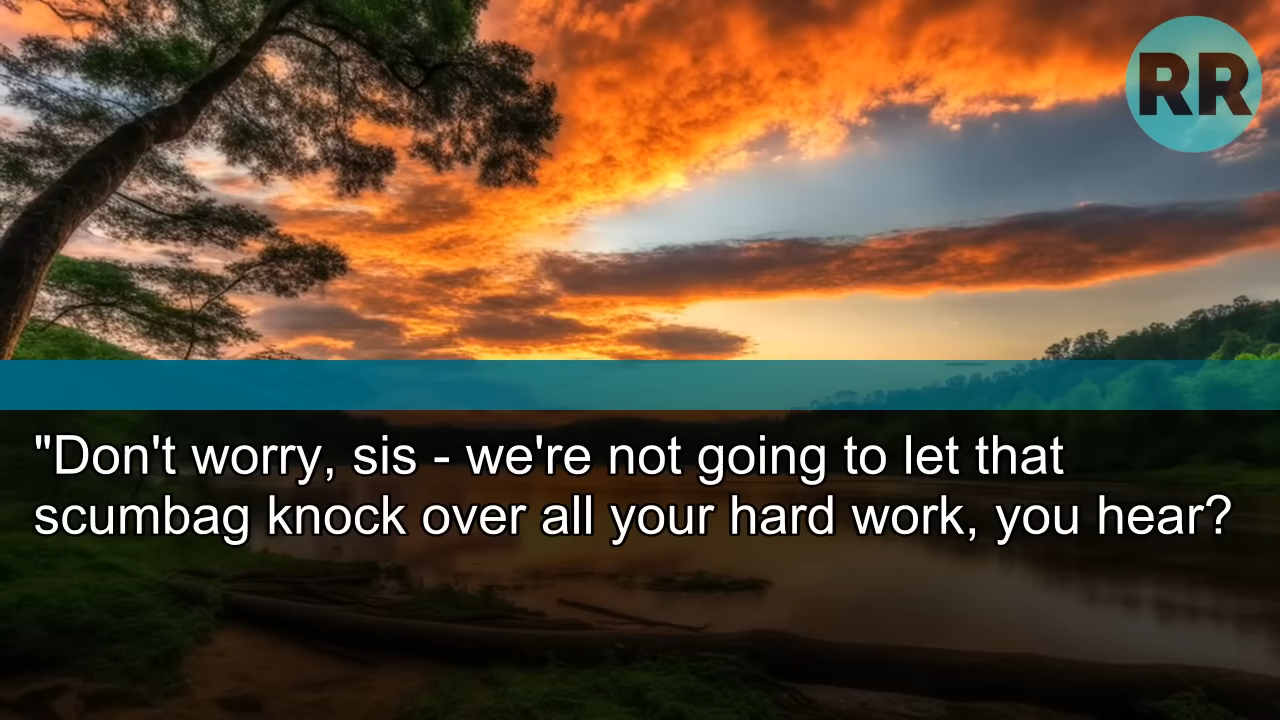 RR
"Don't worry, sis - we're not going to let that
scumbag knock over all your hard work, you hear?